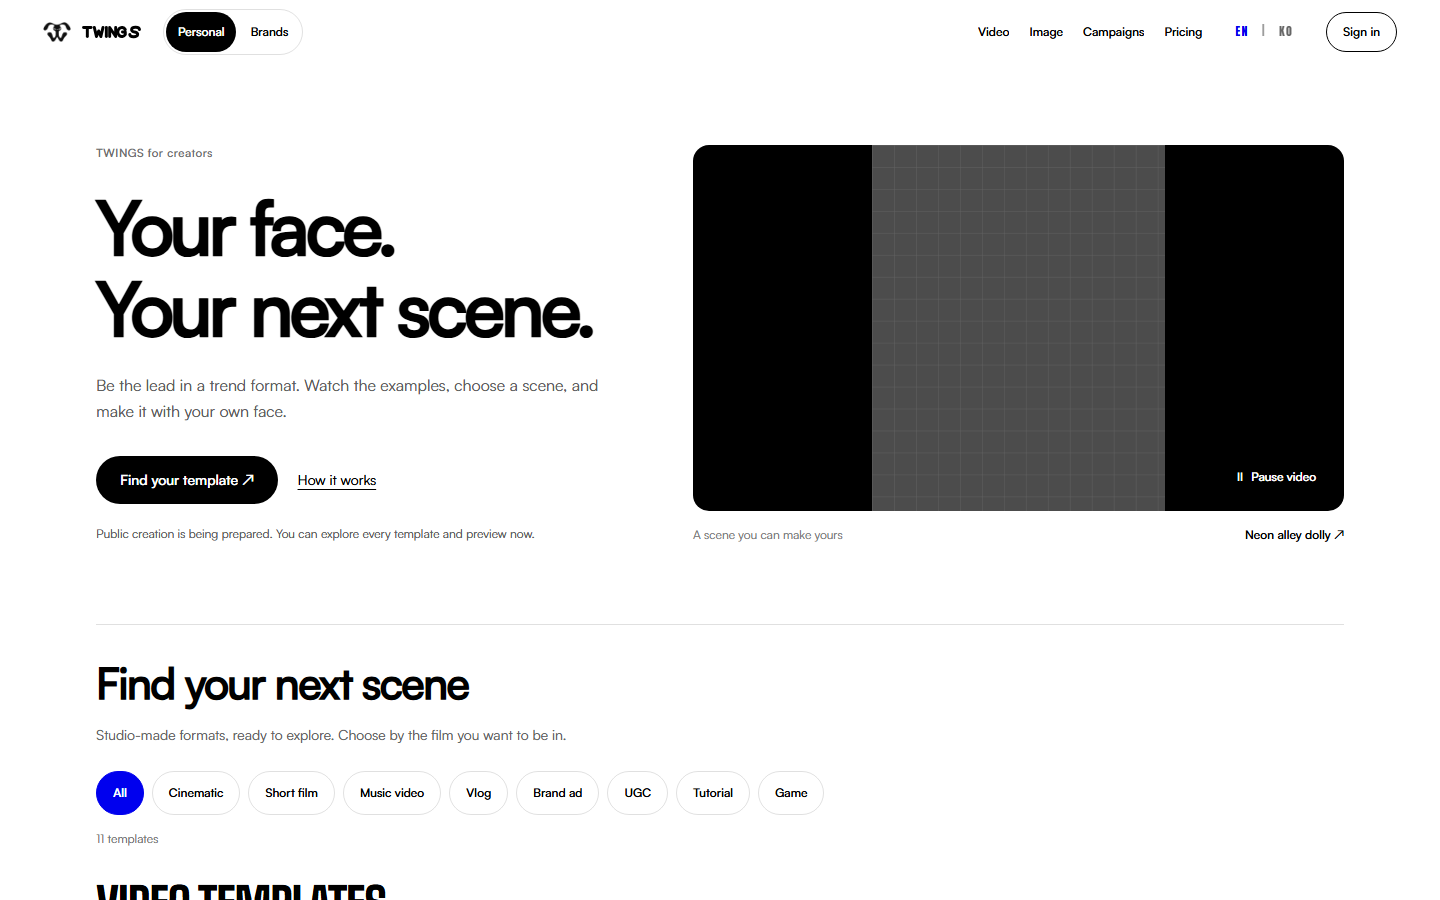 TWINGS
Personal
Brands
Video
Image
Campaigns
Pricing
EN | KO
Sign in
TWINGS for creators
Your face.
Your next scene.
Be the lead in a trend format. Watch the examples, choose a scene, and
make it with your own face.
Find your template ↗
How it works
Public creation is being prepared. You can explore every template and preview now.
Pause video
A scene you can make yours
Neon alley dolly ↗
Find your next scene
Studio-made formats, ready to explore. Choose by the film you want to be in.
All
Cinematic
Short film
Music video
Vlog
Brand ad
UGC
Tutorial
Game
11 templates
VIDEO TEMPLATES